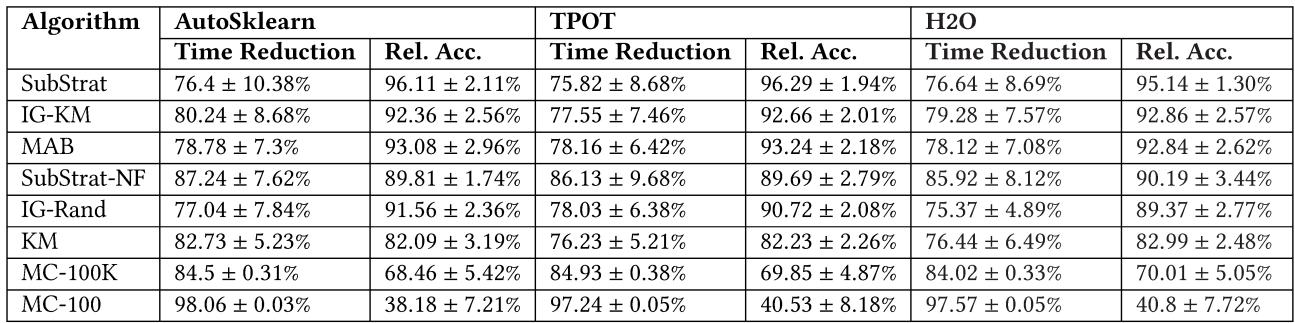 Algorithm AutoSklearn TPOT H2O
Time Reduction Rel. Acc. Time Reduction Rel. Acc. Time Reduction Rel. Acc.
SubStrat 76.4 ± 10.38% 96.11 ± 2.11% 75.82 ± 8.68% 96.29 ± 1.94% 76.64 ± 8.69% 95.14 ± 1.30%
IG-KM 80.24 ± 8.68% 92.36 ± 2.56% 77.55 ± 7.46% 92.66 ± 2.01% 79.28 ± 7.57% 92.86 ± 2.57%
MAB 78.78 ± 7.3% 93.08 ± 2.96% 78.16 ± 6.42% 93.24 ± 2.18% 78.12 ± 7.08% 92.84 ± 2.62%
SubStrat-NF 87.24 ± 7.62% 89.81 ± 1.74% 86.13 ± 9.68% 89.69 ± 2.79% 85.92 ± 8.12% 90.19 ± 3.44%
IG-Rand 77.04 ± 7.84% 91.56 ± 2.36% 78.03 ± 6.38% 90.72 ± 2.08% 75.37 ± 4.89% 89.37 ± 2.77%
KM 82.73 ± 5.23% 82.09 ± 3.19% 76.23 ± 5.21% 82.23 ± 2.26% 76.44 ± 6.49% 82.99 ± 2.48%
MC-100K 84.5 ± 0.31% 68.46 ± 5.42% 84.93 ± 0.38% 69.85 ± 4.87% 84.02 ± 0.33% 70.01 ± 5.05%
MC-100 98.06 ± 0.03% 38.18 ± 7.21% 97.24 ± 0.05% 40.53 ± 8.18% 97.57 ± 0.05% 40.8 ± 7.72%